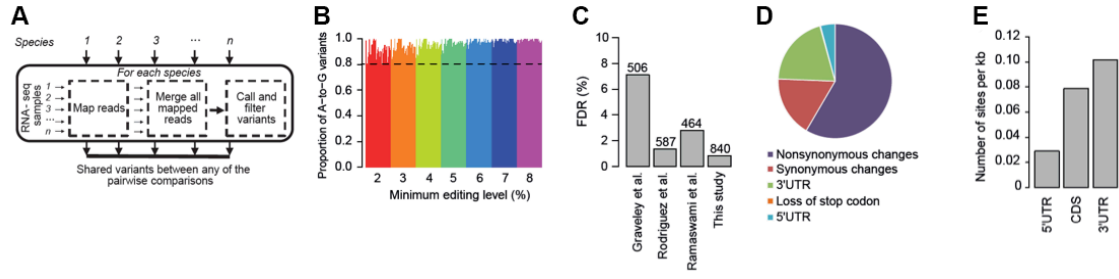 A
Species 1 2 3 ... n
For each species
RNA-seq samples
1
2
3
...
n
Map reads
Merge all mapped reads
Call and filter variants
Shared variants between any of the
pairwise comparisons
B
Proportion of A-to-G variants
1.0
0.8
0.6
0.4
0.2
0.0
2 3 4 5 6 7 8
Minimum editing level (%)
C
FDR (%)
10
8
6
4
2
0
506
587
464
840
Graveley et al.
Rodriguez et al.
Ramaswami et al.
This study
D
Nonsynonymous changes
Synonymous changes
3'UTR
Loss of stop codon
5'UTR
E
Number of sites per kb
0.12
0.10
0.08
0.06
0.04
0.02
0
5'UTR
CDS
3'UTR